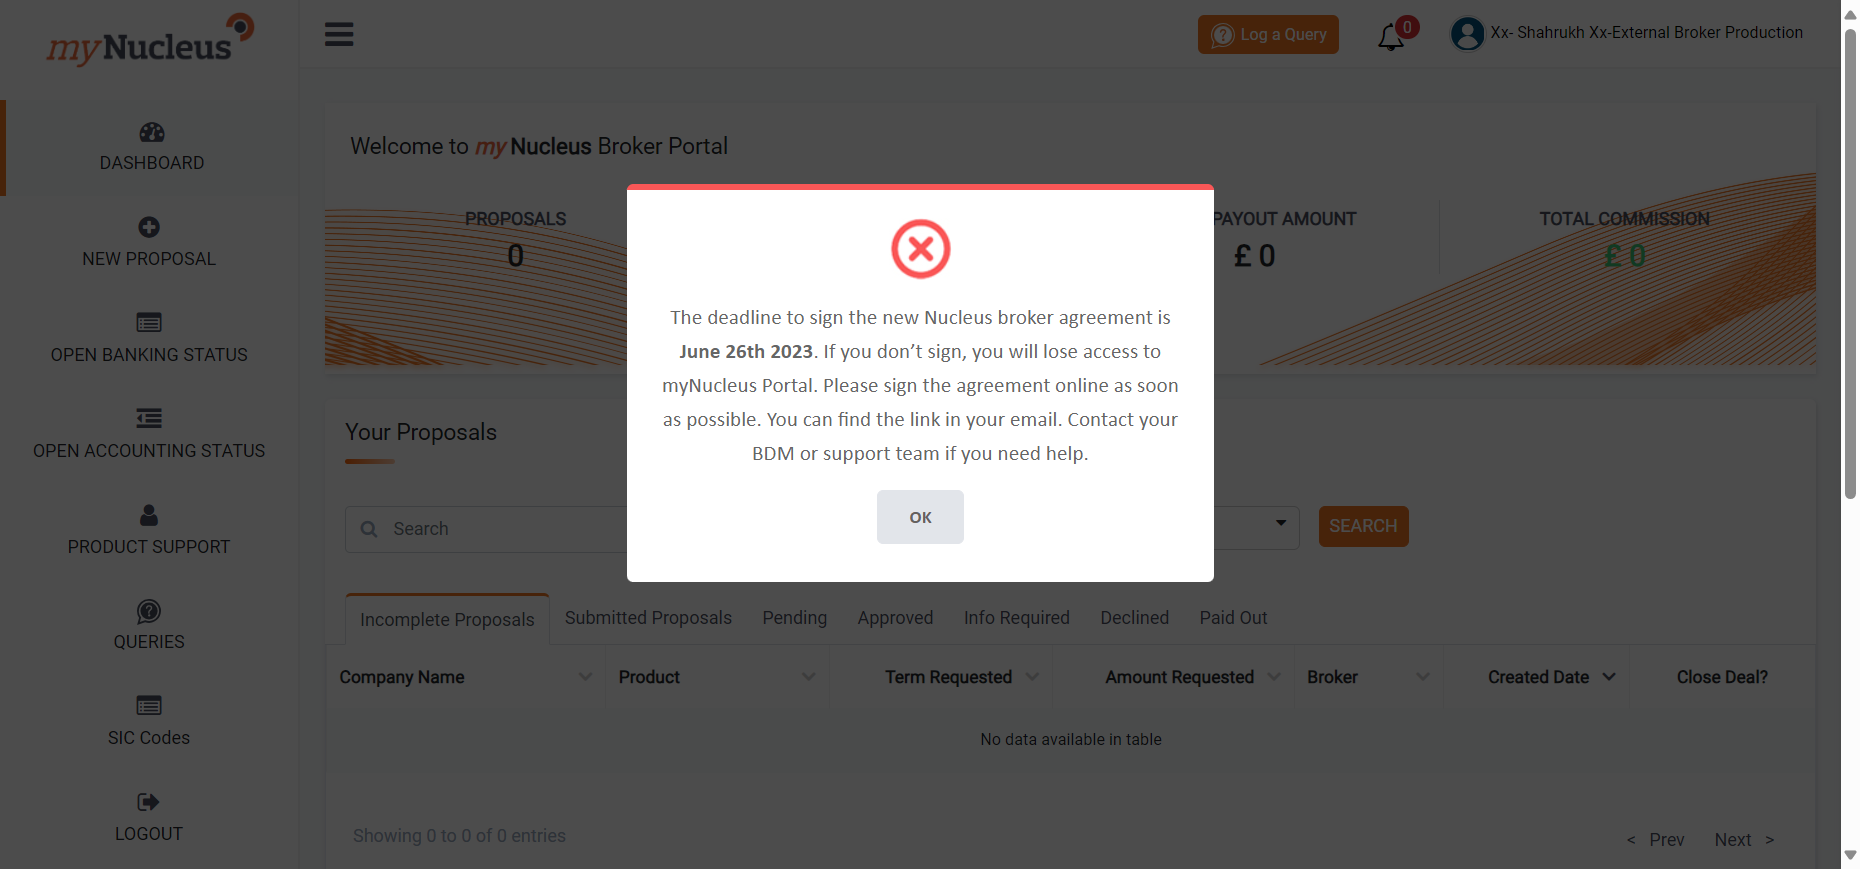 myNucleus
Log a Query
0
Xx- Shahrukh Xx-External Broker Production
DASHBOARD
NEW PROPOSAL
OPEN BANKING STATUS
OPEN ACCOUNTING STATUS
PRODUCT SUPPORT
QUERIES
SIC Codes
LOGOUT
Welcome to my Nucleus Broker Portal
PROPOSALS
0
PAYOUT AMOUNT
£ 0
TOTAL COMMISSION
£ 0
The deadline to sign the new Nucleus broker agreement is
June 26th 2023. If you don’t sign, you will lose access to
myNucleus Portal. Please sign the agreement online as soon
as possible. You can find the link in your email. Contact your
BDM or support team if you need help.
OK
Your Proposals
Search
SEARCH
Incomplete Proposals Submitted Proposals Pending Approved Info Required Declined Paid Out
Company Name Product Term Requested Amount Requested Broker Created Date Close Deal?
No data available in table
Showing 0 to 0 of 0 entries
< Prev Next >